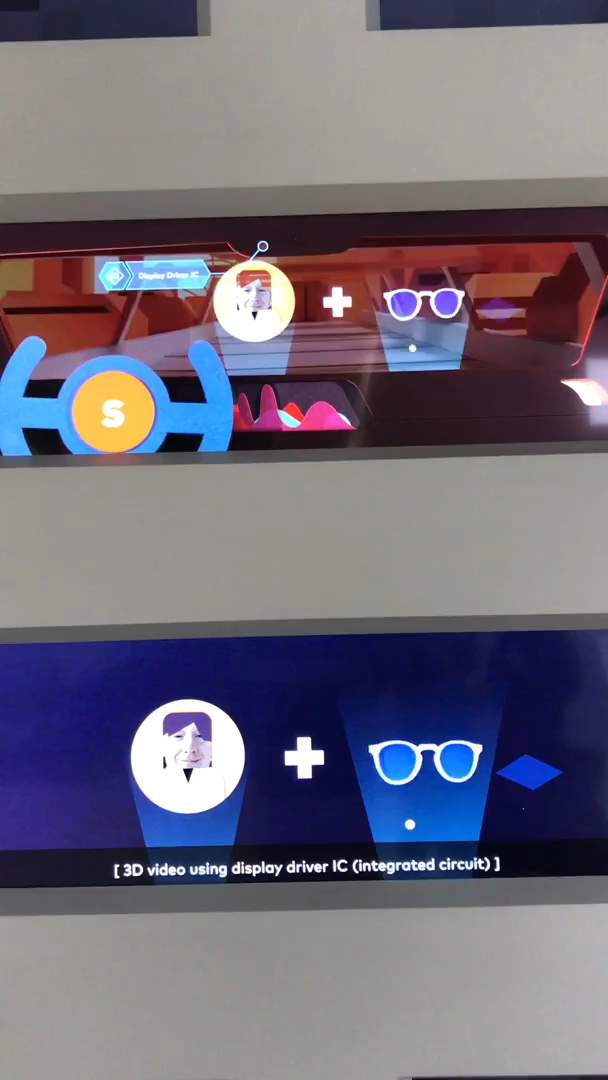 Display Driver IC
S
[ 3D video using display driver IC (integrated circuit) ]